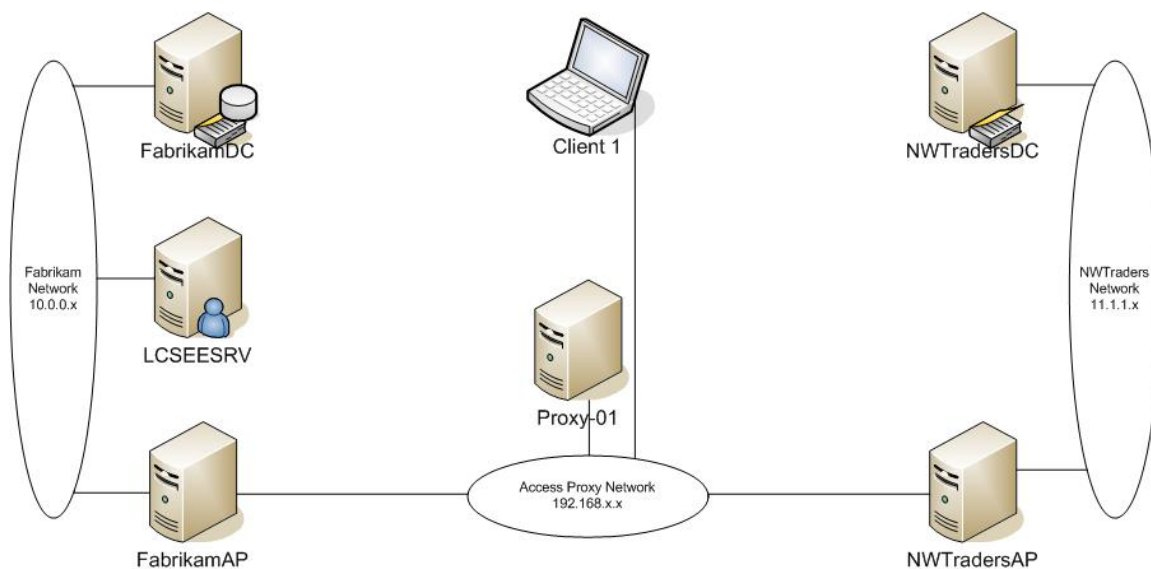 FabrikamDC
Client 1
NWTradersDC
Fabrikam
Network
10.0.0.x
LCSEESRV
Proxy-01
NWTraders
Network
11.1.1.x
Access Proxy Network
192.168.x.x
FabrikamAP
NWTradersAP